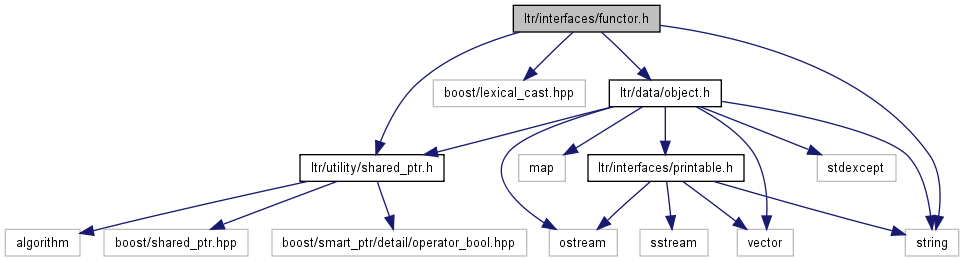 ltr/interfaces/functor.h
boost/lexical_cast.hpp
ltr/data/object.h
ltr/utility/shared_ptr.h
map
ltr/interfaces/printable.h
stdexcept
algorithm
boost/shared_ptr.hpp
boost/smart_ptr/detail/operator_bool.hpp
ostream
sstream
vector
string